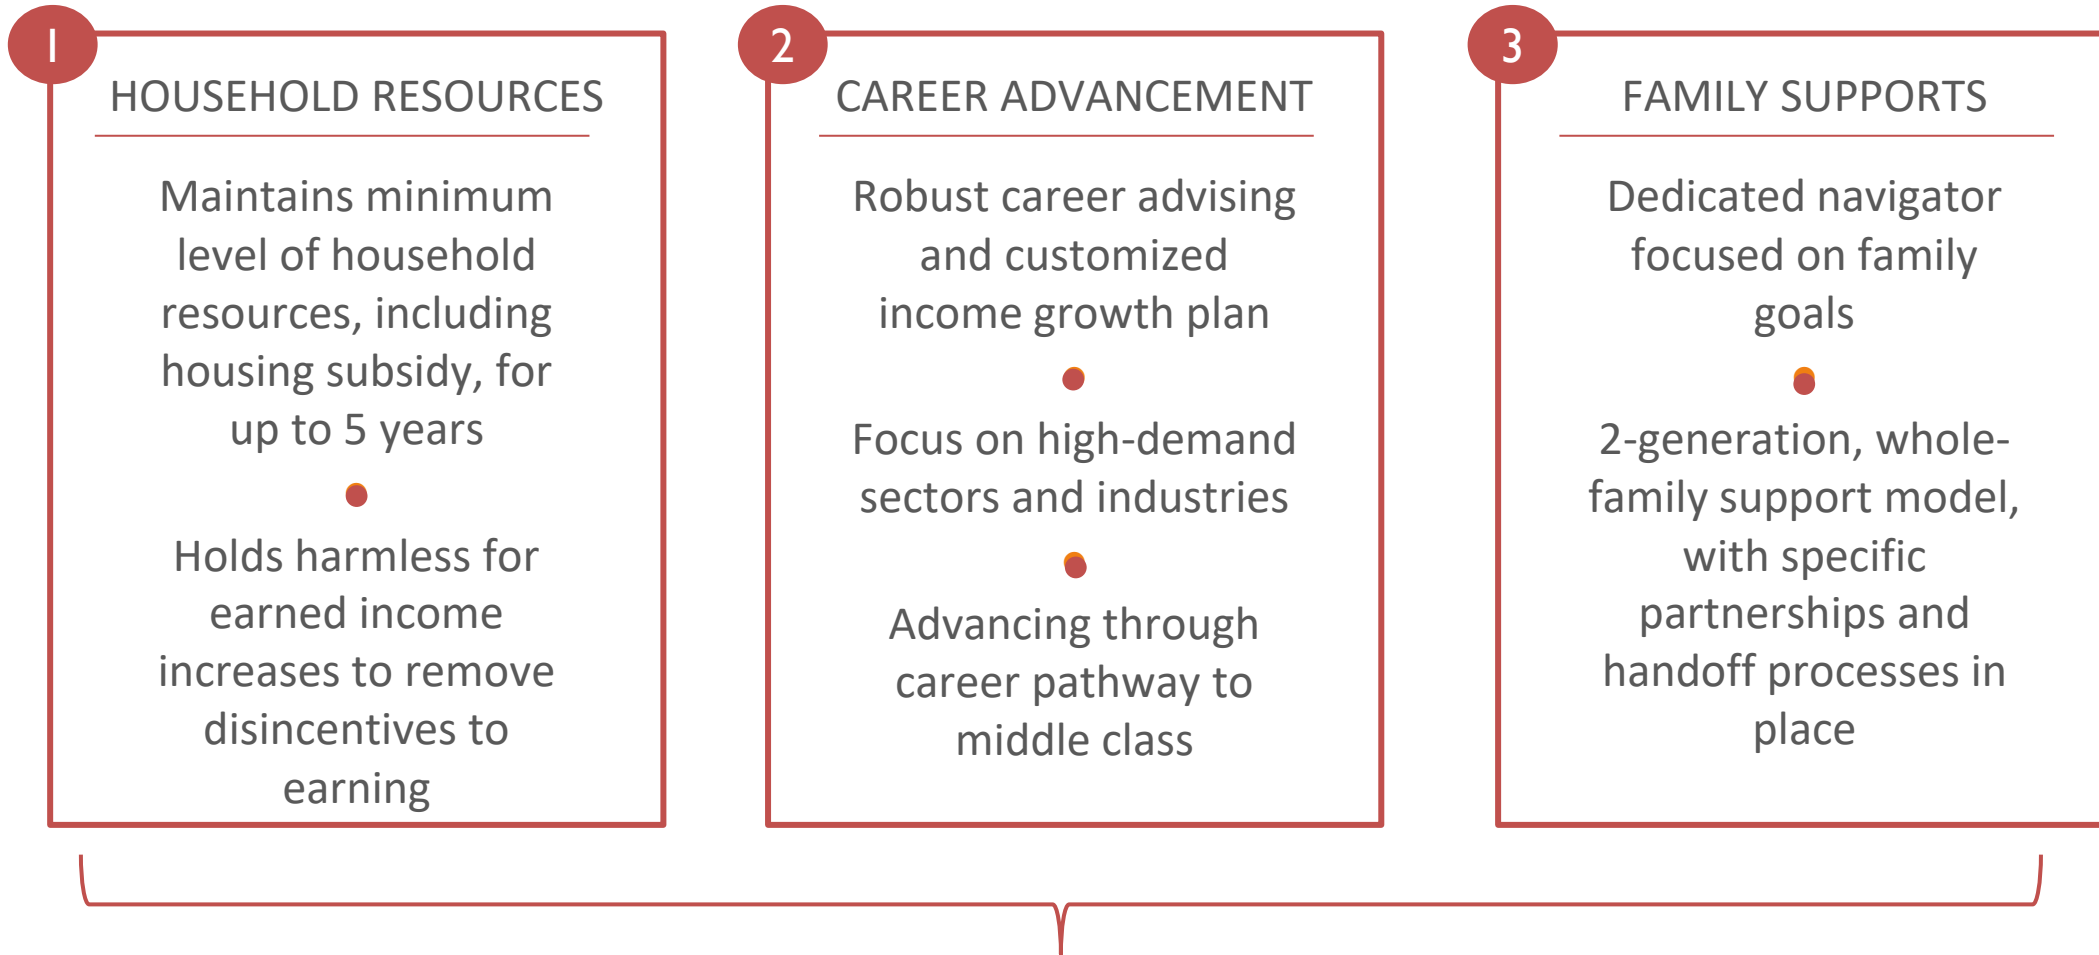 1
HOUSEHOLD RESOURCES
Maintains minimum
level of household
resources, including
housing subsidy, for
up to 5 years
Holds harmless for
earned income
increases to remove
disincentives to
earning
2
CAREER ADVANCEMENT
Robust career advising
and customized
income growth plan
Focus on high-demand
sectors and industries
Advancing through
career pathway to
middle class
3
FAMILY SUPPORTS
Dedicated navigator
focused on family
goals
2-generation, whole-
family support model,
with specific
partnerships and
handoff processes in
place